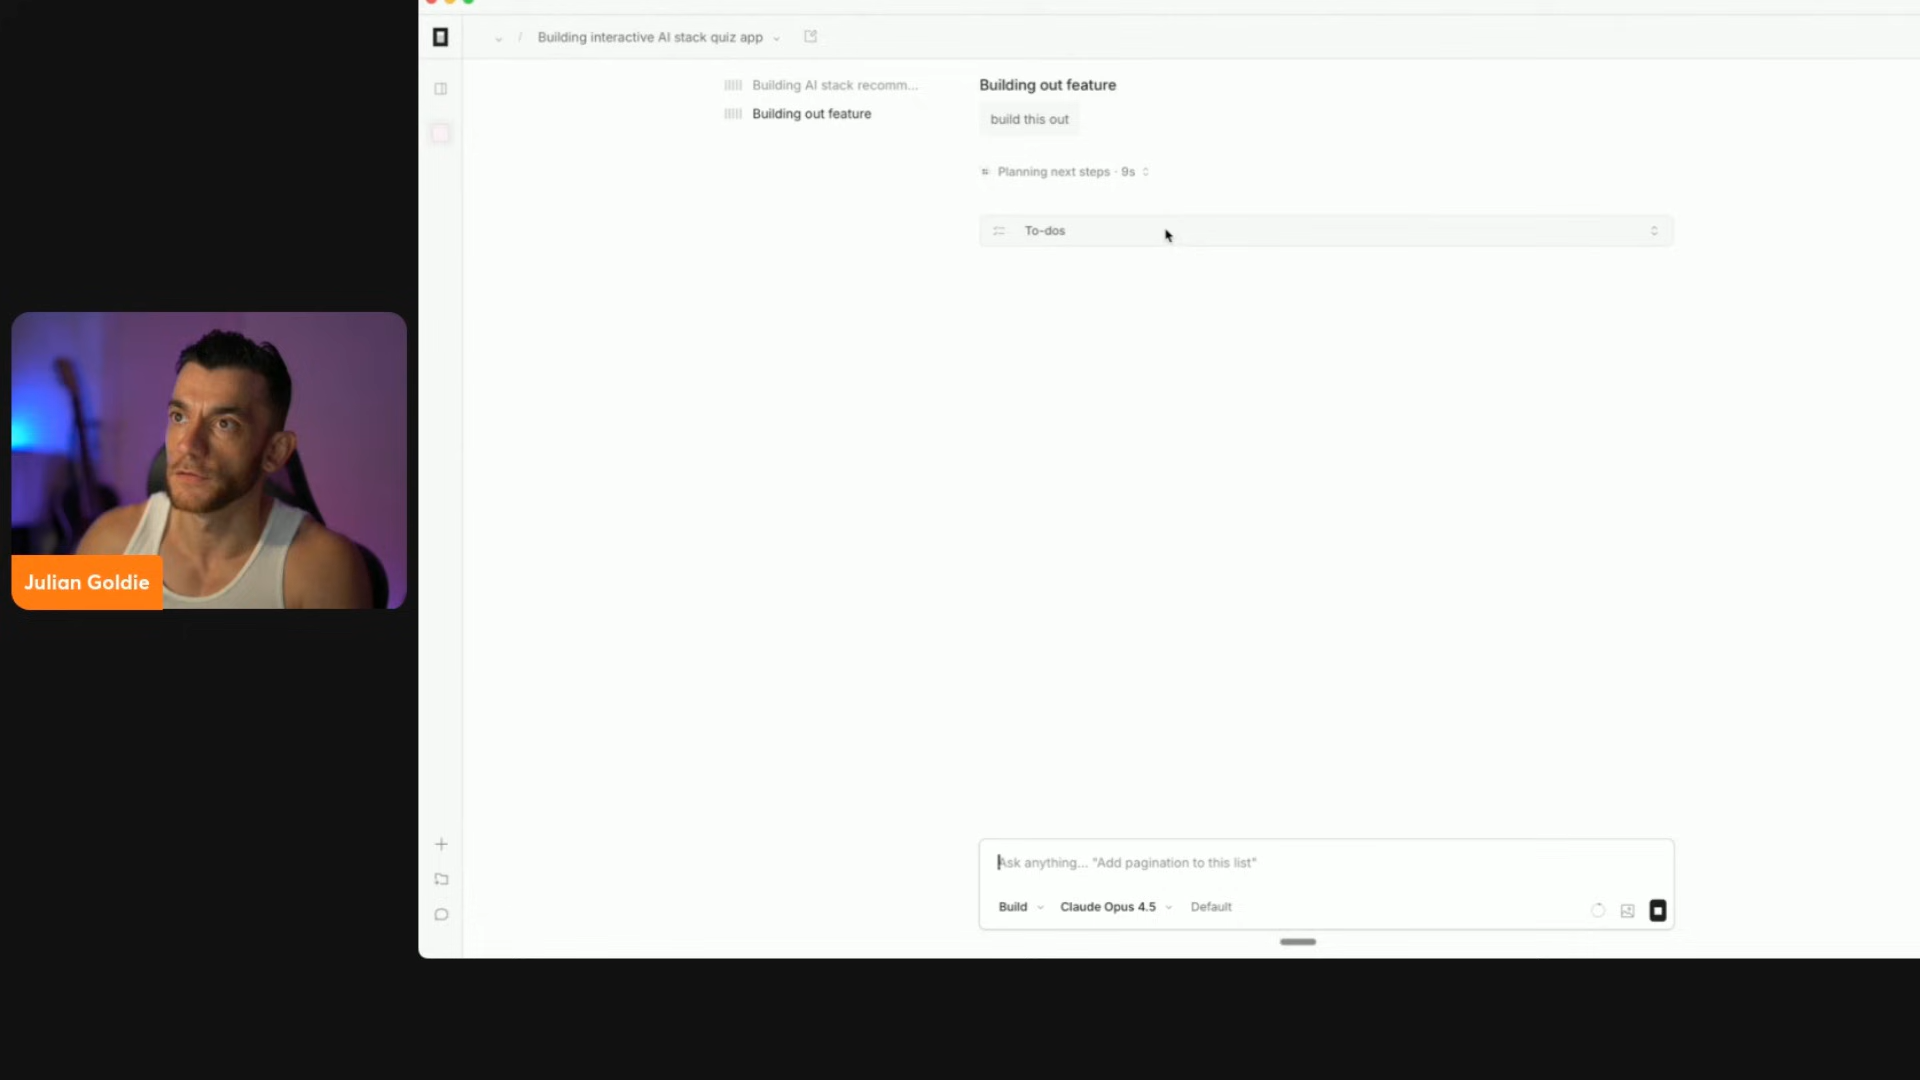 Building interactive AI stack quiz app
Building AI stack recomm...
Building out feature
Building out feature
build this out
Planning next steps · 9s
To-dos
Julian Goldie
Ask anything... "Add pagination to this list"
Build
Claude Opus 4.5
Default